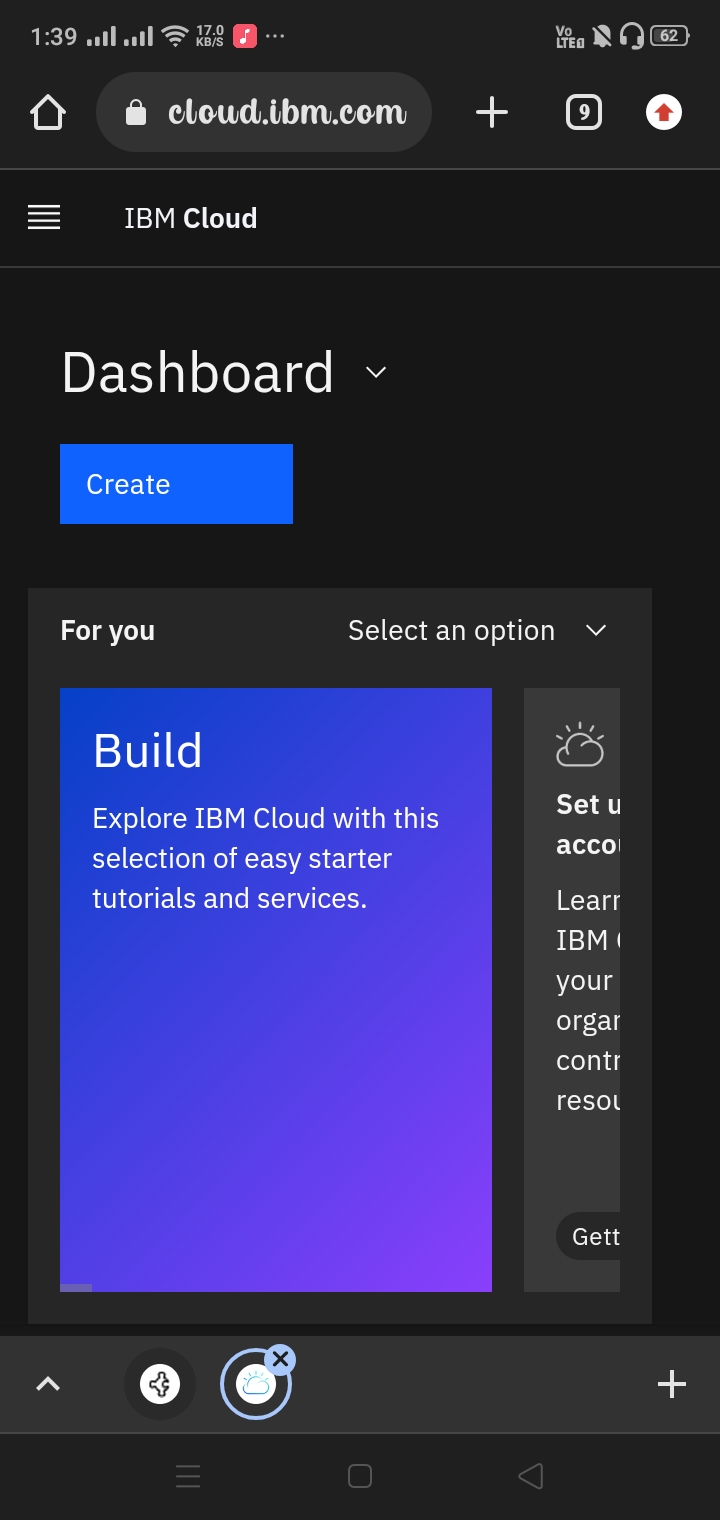 1:39 17.0 KB/S Vo LTE 62
cloud.ibm.com 9
IBM Cloud
Dashboard
Create
For you Select an option
Build
Explore IBM Cloud with this
selection of easy starter
tutorials and services.
Set u
accou
Learn
IBM C
your
organ
contr
resou
Gett